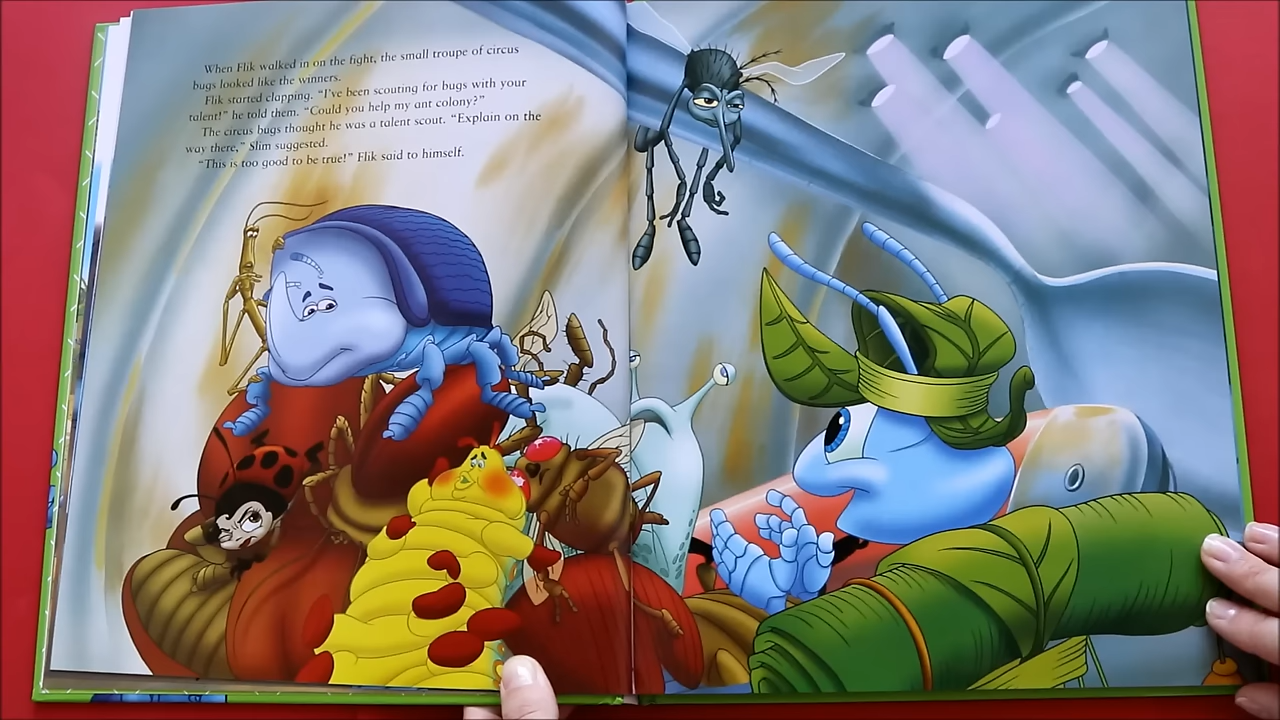 When Flik walked in on the fight, the small troupe of circus
bugs looked like the winners.
Flik started clapping. “I’ve been scouting for bugs with your
talent!” he told them. “Could you help my ant colony?”
The circus bugs thought he was a talent scout. “Explain on the
way there,” Slim suggested.
“This is too good to be true!” Flik said to himself.